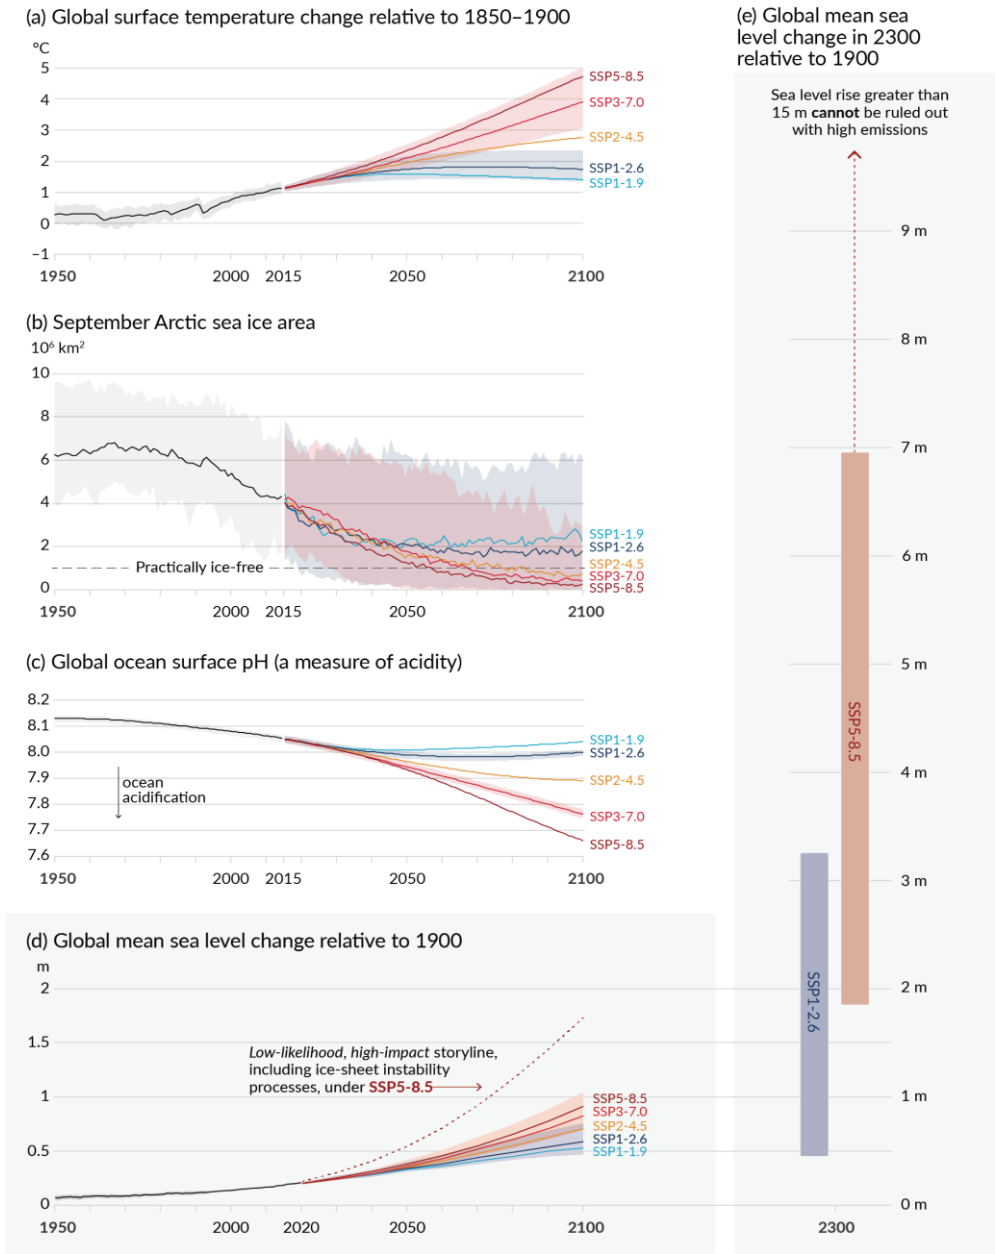 (a) Global surface temperature change relative to 1850–1900
°C
5
4
3
2
1
0
−1
SSP5-8.5
SSP3-7.0
SSP2-4.5
SSP1-2.6
SSP1-1.9
1950
2000
2015
2050
2100
(b) September Arctic sea ice area
10⁶ km²
10
8
6
4
2
0
Practically ice-free
SSP1-1.9
SSP1-2.6
SSP2-4.5
SSP3-7.0
SSP5-8.5
1950
2000
2015
2050
2100
(c) Global ocean surface pH (a measure of acidity)
8.2
8.1
8.0
7.9
7.8
7.7
7.6
ocean
acidification
SSP1-1.9
SSP1-2.6
SSP2-4.5
SSP3-7.0
SSP5-8.5
1950
2000
2015
2050
2100
(d) Global mean sea level change relative to 1900
m
2
1.5
1
0.5
0
Low-likelihood, high-impact storyline,
including ice-sheet instability
processes, under SSP5-8.5
SSP5-8.5
SSP3-7.0
SSP2-4.5
SSP1-2.6
SSP1-1.9
1950
2000
2020
2050
2100
(e) Global mean sea
level change in 2300
relative to 1900
Sea level rise greater than
15 m cannot be ruled out
with high emissions
9 m
8 m
7 m
6 m
5 m
4 m
3 m
2 m
1 m
0 m
SSP5-8.5
SSP1-2.6
2300